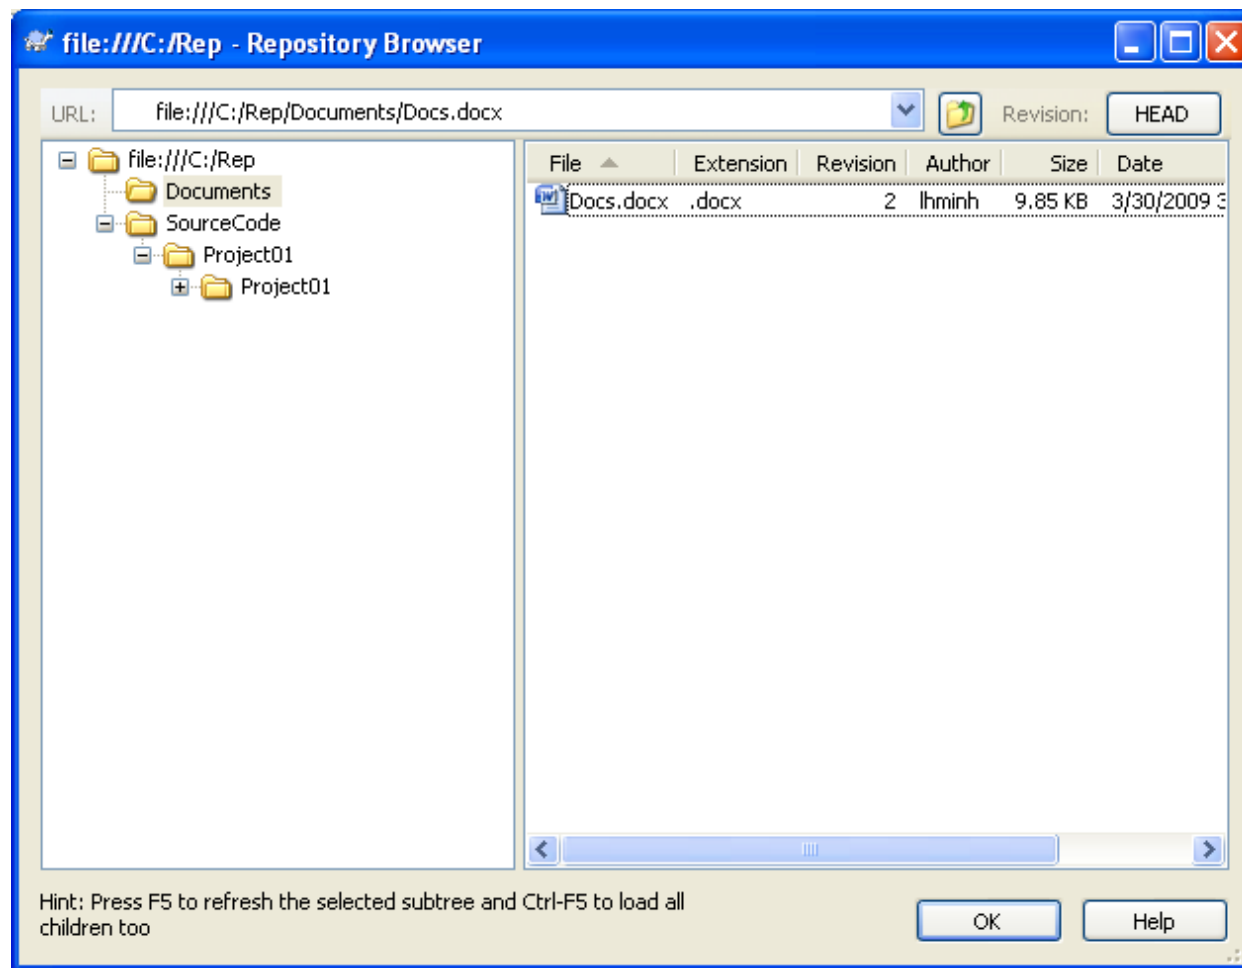 file:///C:/Rep - Repository Browser
URL: file:///C:/Rep/Documents/Docs.docx Revision: HEAD
file:///C:/Rep
Documents
SourceCode
Project01
Project01
File Extension Revision Author Size Date
Docs.docx .docx 2 lhminh 9.85 KB 3/30/2009 3
Hint: Press F5 to refresh the selected subtree and Ctrl-F5 to load all
children too
OK Help